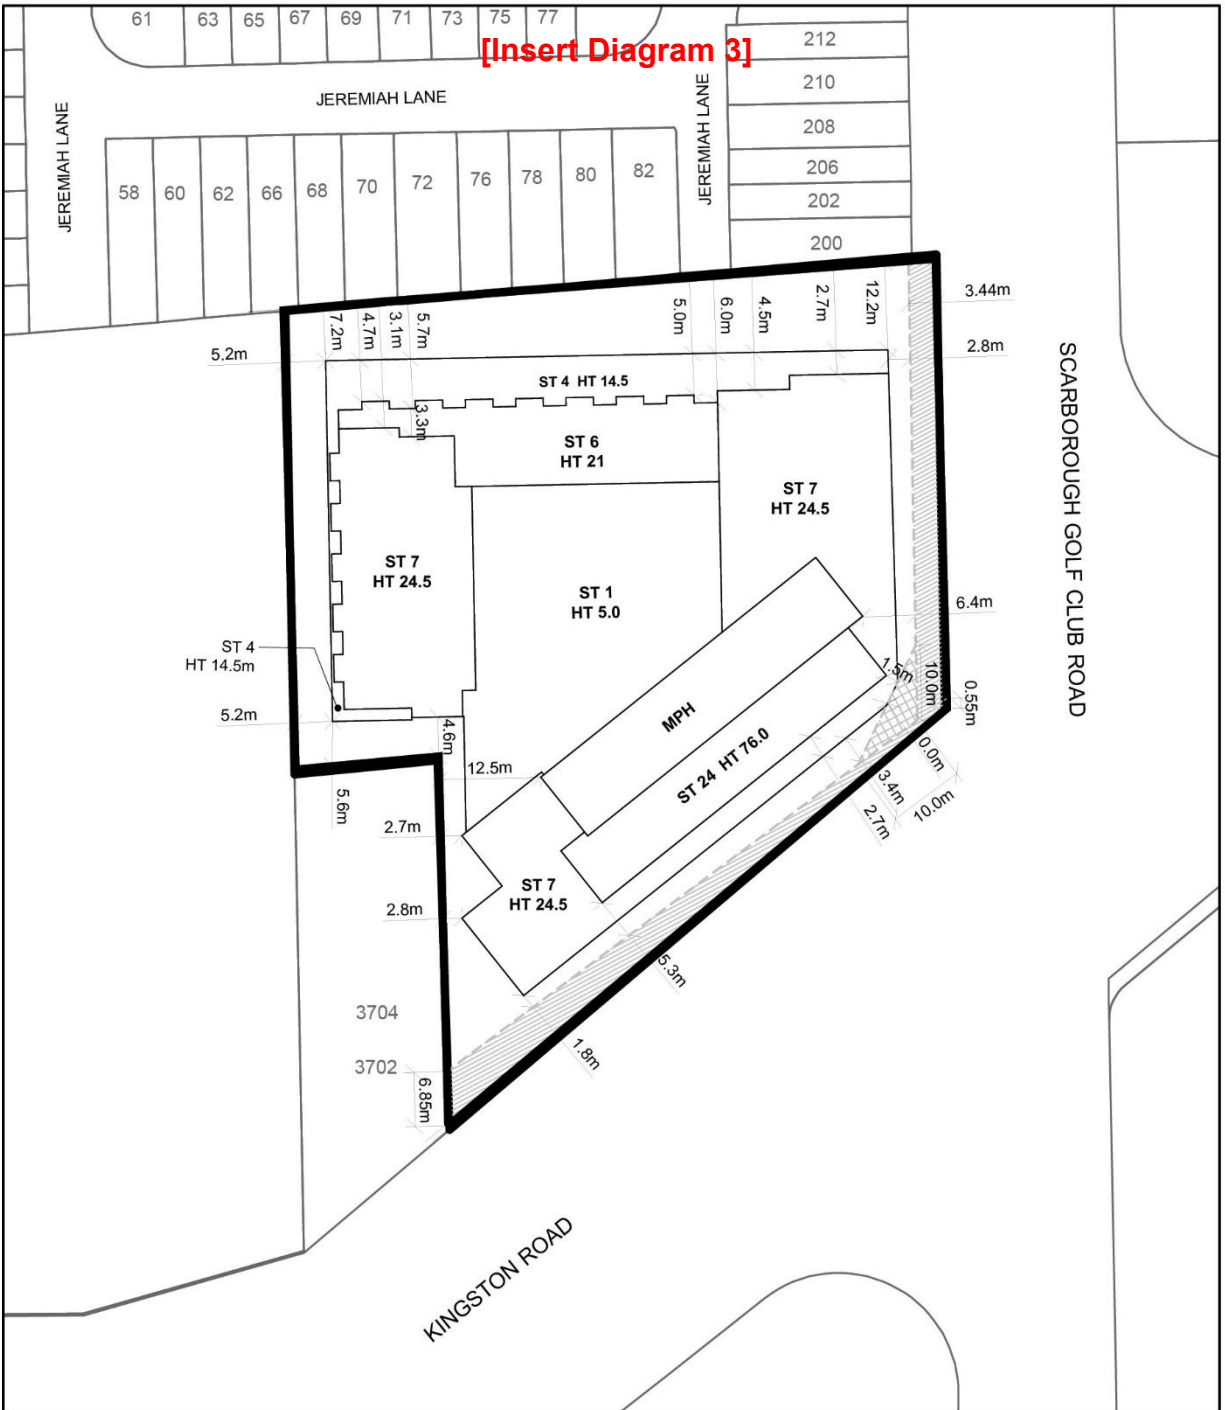 61 63 65 67 69 71 73 75 77
[Insert Diagram 3]
212
210
208
206
202
200
JEREMIAH LANE
JEREMIAH LANE
JEREMIAH LANE
58 60 62 66 68 70 72 76 78 80 82
7.2m
4.7m
3.1m
5.7m
5.0m
6.0m
4.5m
2.7m
12.2m
3.44m
5.2m
2.8m
ST 4 HT 14.5
3.3m
ST 6
HT 21
ST 7
HT 24.5
ST 7
HT 24.5
ST 1
HT 5.0
SCARBOROUGH GOLF CLUB ROAD
6.4m
ST 4
HT 14.5m
1.5m
10.0m
0.55m
5.2m
4.6m
MPH
ST 24 HT 76.0
0.0m
12.5m
3.4m
10.0m
2.7m
5.6m
2.7m
ST 7
HT 24.5
2.8m
5.3m
3704
1.8m
3702
6.85m
KINGSTON ROAD